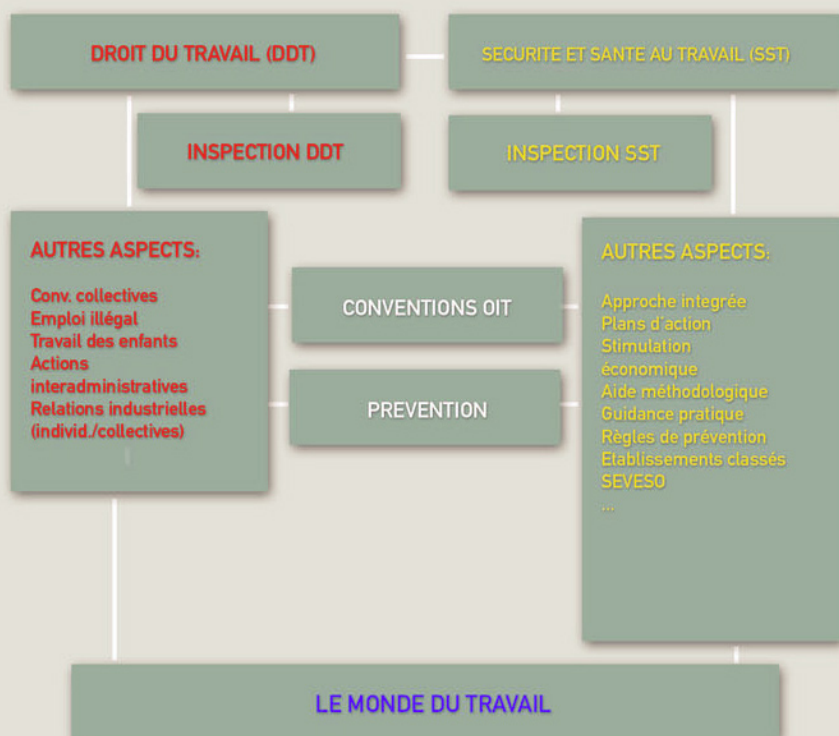 DROIT DU TRAVAIL (DDT)
SECURITE ET SANTE AU TRAVAIL (SST)
INSPECTION DDT
INSPECTION SST
AUTRES ASPECTS:
Conv. collectives
Emploi illégal
Travail des enfants
Actions
interadministratives
Relations industrielles
(individ./collectives)
CONVENTIONS OIT
PREVENTION
AUTRES ASPECTS:
Approche integrée
Plans d'action
Stimulation
économique
Aide méthodologique
Guidance pratique
Règles de prévention
Etablissements classés
SEVESO
...
LE MONDE DU TRAVAIL